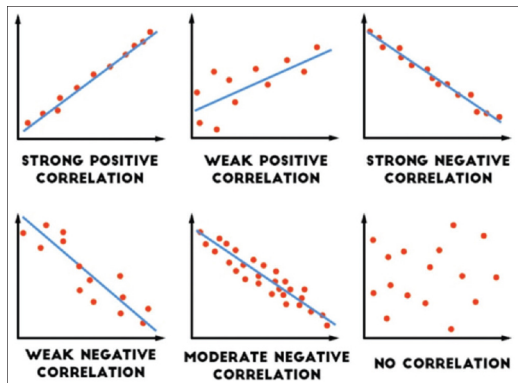 STRONG POSITIVE
CORRELATION
WEAK POSITIVE
CORRELATION
STRONG NEGATIVE
CORRELATION
WEAK NEGATIVE
CORRELATION
MODERATE NEGATIVE
CORRELATION
NO CORRELATION